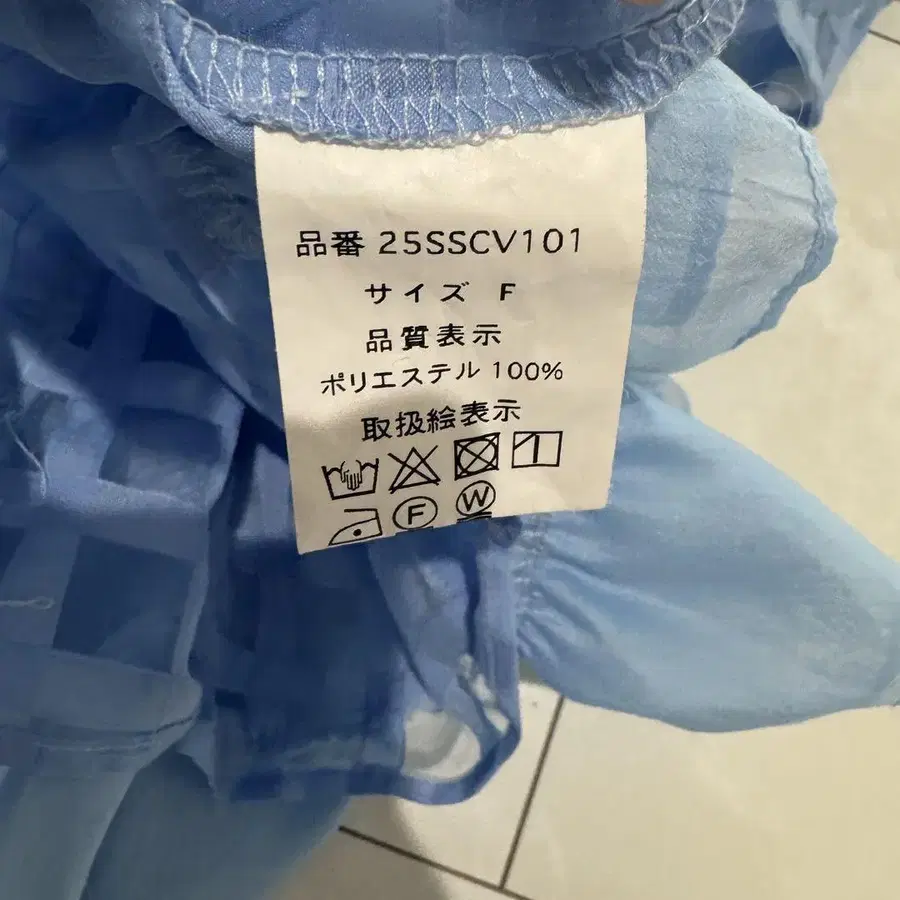 品番 25SSCV101
サイズ F
品質表示
ポリエステル 100%
取扱絵表示
F W